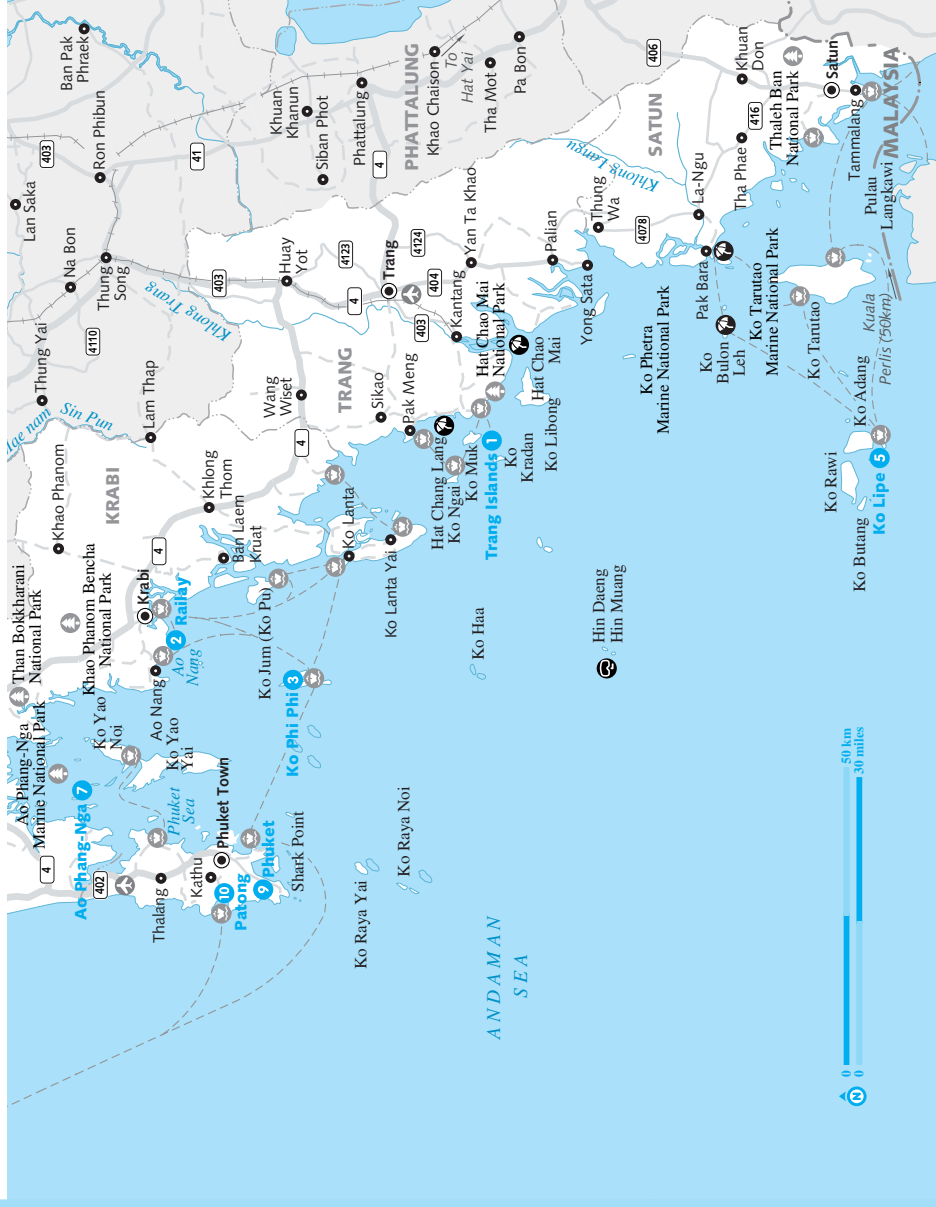 Than Bokkharani
National Park
Ao Phang-Nga
Marine National Park
4
Ao Phang-Nga 7
402
Thalang
Kathu
10
Patong
9 Phuket
Phuket Town
Shark Point
Phuket
Sea
Ko Yao
Noi
Ko Yao
Yai
Ao Nang
Ao
Nang
2 Railay
Krabi
Khao Phanom Bencha
National Park
Khao Phanom
KRABI
4
Ban Laem
Kruat
Khlong
Thom
Ko Jum (Ko Pu)
Ko Phi Phi 3
Ko Lanta
Ko Lanta Yai
Ko Raya Yai
Ko Raya Noi
Ko Haa
Hin Daeng
Hin Muang
ANDAMAN
SEA
Sin Pun
Lam Thap
Thung Yai
4110
Na Bon
Lan Saka
403
Ban Pak
Phraek
Ron Phibun
Thung
Song
41
Khlong Trang
403
Wang
Wiset
4
Huay
Yot
4123
4
Trang
4124
404
403
TRANG
Sikao
Pak Meng
Kantang
Yan Ta Khao
Hat Chang Lang
Ko Ngai
Ko Muk
Trang Islands 1
Ko
Kradan
Ko Libong
Hat Chao Mai
National Park
Hat Chao
Mai
Palian
Yong Sata
Khuan
Khanun
Siban Phot
Phattalung
4
PHATTALUNG
Khao Chaison
To
Hat Yai
Tha Mot
Pa Bon
Khlong Langu
Thung
Wa
4078
SATUN
406
La-Ngu
Tha Phae
416
Khuan
Don
Thaleh Ban
National Park
Satun
Tammalang
MALAYSIA
Pulau
Langkawi
Kuala
Perlis (50km)
Ko Phetra
Marine National Park
Pak Bara
Ko
Bulon
Leh
Ko Tarutao
Marine National Park
Ko Tarutao
Ko Adang
Ko Rawi
Ko Lipe 5
Ko Butang
N
0
50 km
0
30 miles